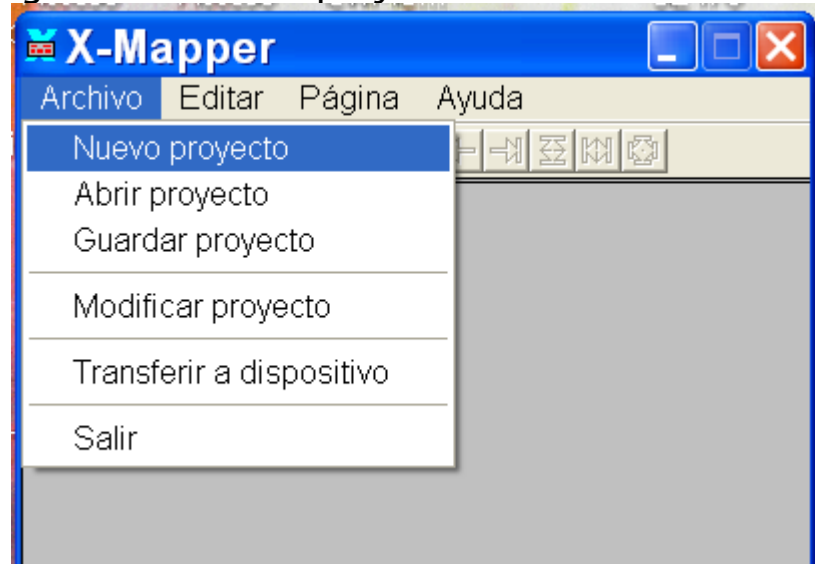 X-Mapper
Archivo Editar Página Ayuda
Nuevo proyecto
Abrir proyecto
Guardar proyecto
Modificar proyecto
Transferir a dispositivo
Salir